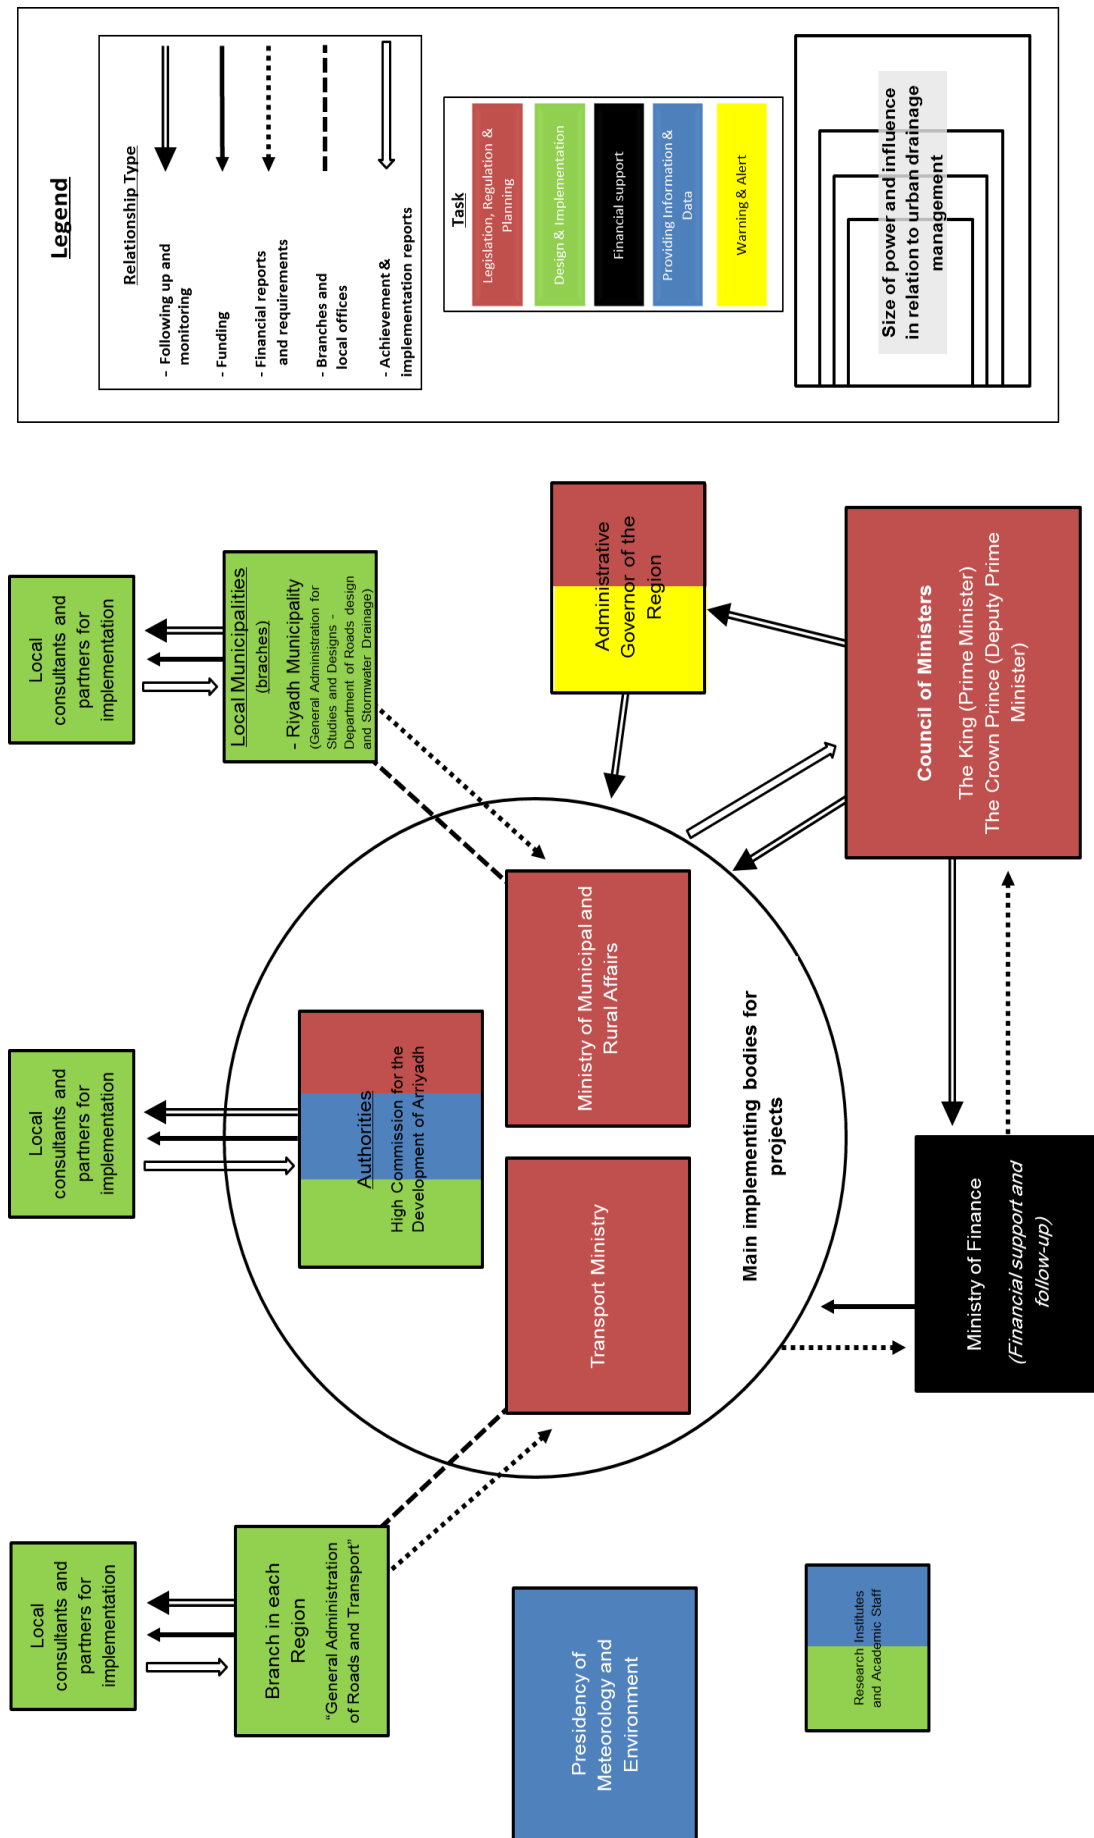 Legend
Relationship Type
- Following up and
monitoring
- Funding
- Financial reports
and requirements
- Branches and
local offices
- Achievement &
implementation reports
Task
Legislation, Regulation &
Planning
Design & Implementation
Financial support
Providing Information &
Data
Warning & Alert
Size of power and influence
in relation to urban drainage
management
Local
consultants and
partners for
implementation
Branch in each
Region
“General Administration
of Roads and Transport”
Local
consultants and
partners for
implementation
Authorities
High Commission for the
Development of Arriyadh
Local
consultants and
partners for
implementation
Local Municipalities
(braches)
- Riyadh Municipality
(General Administration for
Studies and Designs -
Department of Roads design
and Stormwater Drainage)
Transport Ministry
Ministry of Municipal and
Rural Affairs
Main implementing bodies for
projects
Administrative
Governor of the
Region
Presidency of
Meteorology and
Environment
Research Institutes
and Academic Staff
Ministry of Finance
(Financial support and
follow-up)
Council of Ministers
The King (Prime Minister)
The Crown Prince (Deputy Prime
Minister)